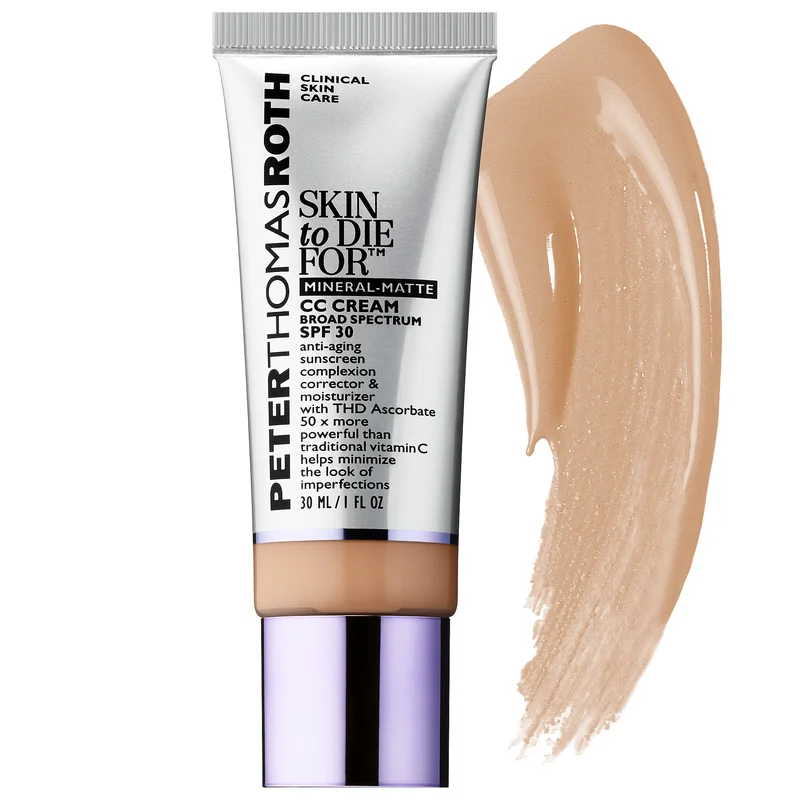 PETERTHOMASROTH
CLINICAL
SKIN
CARE
SKIN
to DIE
FOR™
MINERAL-MATTE
CC CREAM
BROAD SPECTRUM
SPF 30
anti-aging
sunscreen
complexion
corrector &
moisturizer
with THD Ascorbate
50 x more
powerful than
traditional vitamin C
helps minimize
the look of
imperfections
30 ML/1 FL OZ